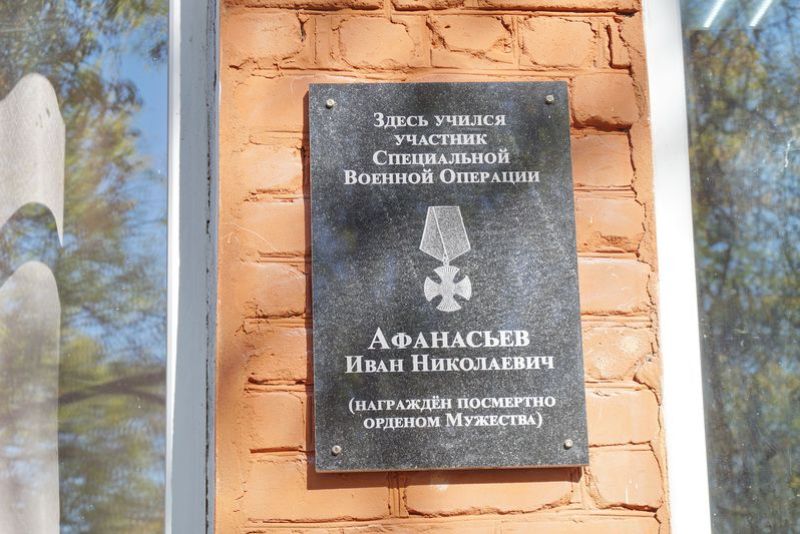 Здесь учился
участник
Специальной
Военной Операции
Афанасьев
Иван Николаевич
(награждён посмертно
орденом Мужества)